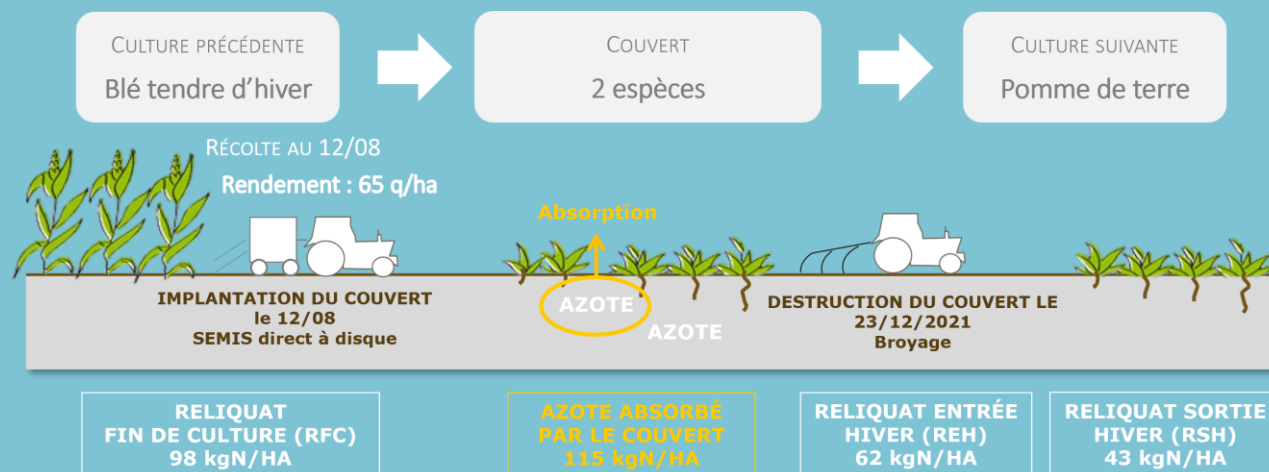 CULTURE PRÉCÉDENTE
Blé tendre d'hiver
COUVERT
2 espèces
CULTURE SUIVANTE
Pomme de terre
RÉCOLTE AU 12/08
Rendement : 65 q/ha
Absorption
IMPLANTATION DU COUVERT
le 12/08
SEMIS direct à disque
AZOTE
AZOTE
DESTRUCTION DU COUVERT LE
23/12/2021
Broyage
RELIQUAT
FIN DE CULTURE (RFC)
98 kgN/HA
AZOTE ABSORBÉ
PAR LE COUVERT
115 kgN/HA
RELIQUAT ENTRÉE
HIVER (REH)
62 kgN/HA
RELIQUAT SORTIE
HIVER (RSH)
43 kgN/HA